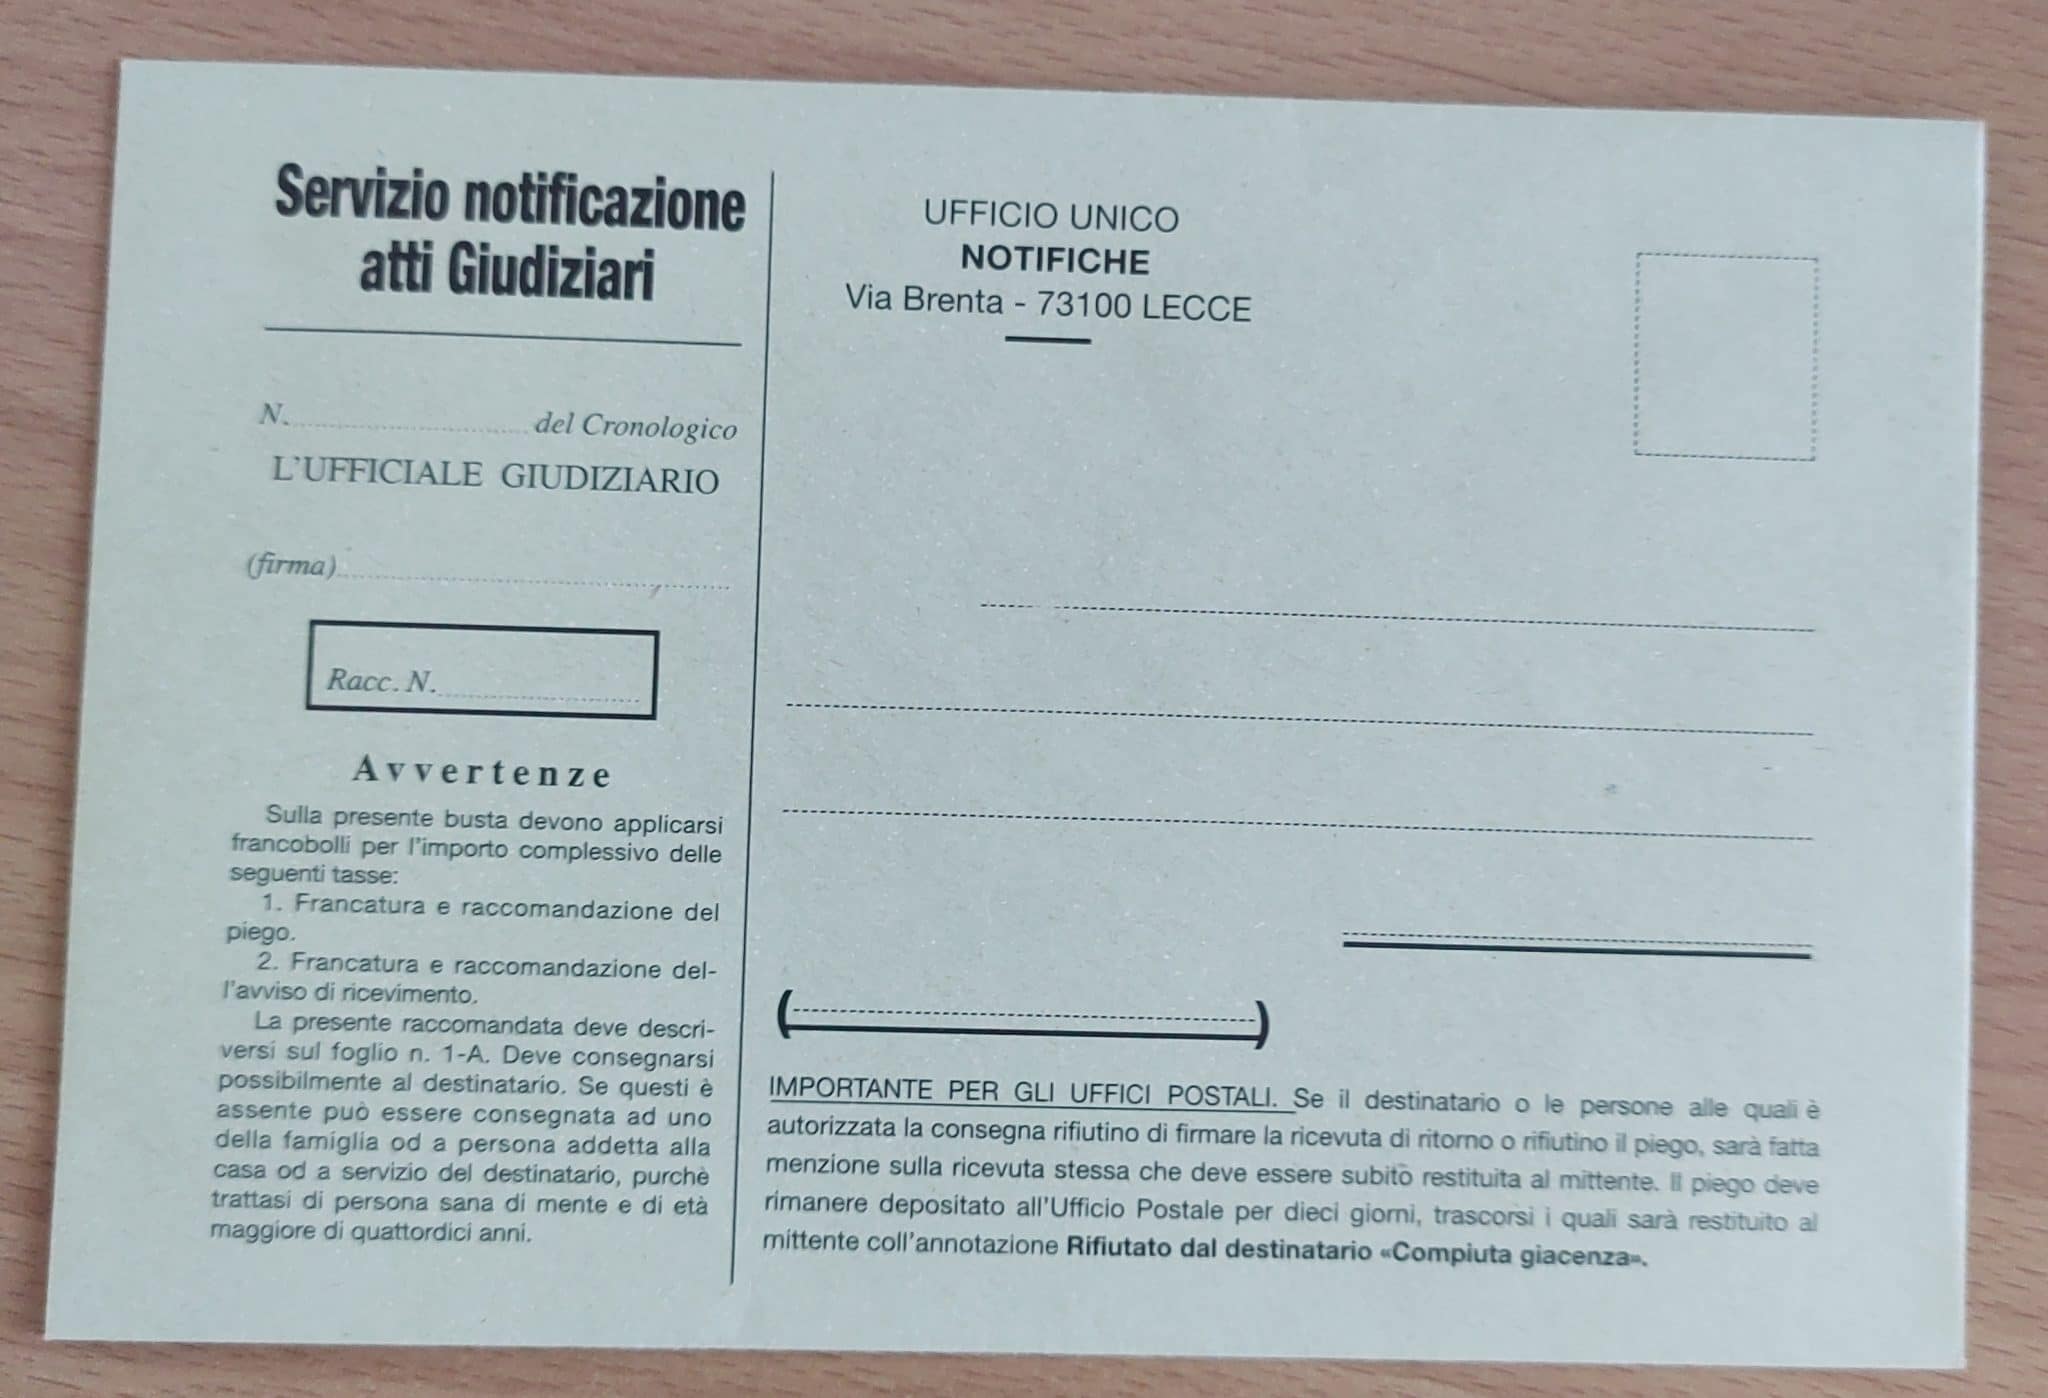 Servizio notificazione
atti Giudiziari
N. del Cronologico
L'UFFICIALE GIUDIZIARIO
(firma)
Racc. N.
Avvertenze
Sulla presente busta devono applicarsi
francobolli per l'importo complessivo delle
seguenti tasse:
1. Francatura e raccomandazione del
piego.
2. Francatura e raccomandazione del-
l'avviso di ricevimento.
La presente raccomandata deve descri-
versi sul foglio n. 1-A. Deve consegnarsi
possibilmente al destinatario. Se questi è
assente può essere consegnata ad uno
della famiglia od a persona addetta alla
casa od a servizio del destinatario, purchè
trattasi di persona sana di mente e di età
maggiore di quattordici anni.
UFFICIO UNICO
NOTIFICHE
Via Brenta - 73100 LECCE
IMPORTANTE PER GLI UFFICI POSTALI. Se il destinatario o le persone alle quali è
autorizzata la consegna rifiutino di firmare la ricevuta di ritorno o rifiutino il piego, sarà fatta
menzione sulla ricevuta stessa che deve essere subito restituita al mittente. Il piego deve
rimanere depositato all'Ufficio Postale per dieci giorni, trascorsi i quali sarà restituito al
mittente coll'annotazione Rifiutato dal destinatario «Compiuta giacenza».